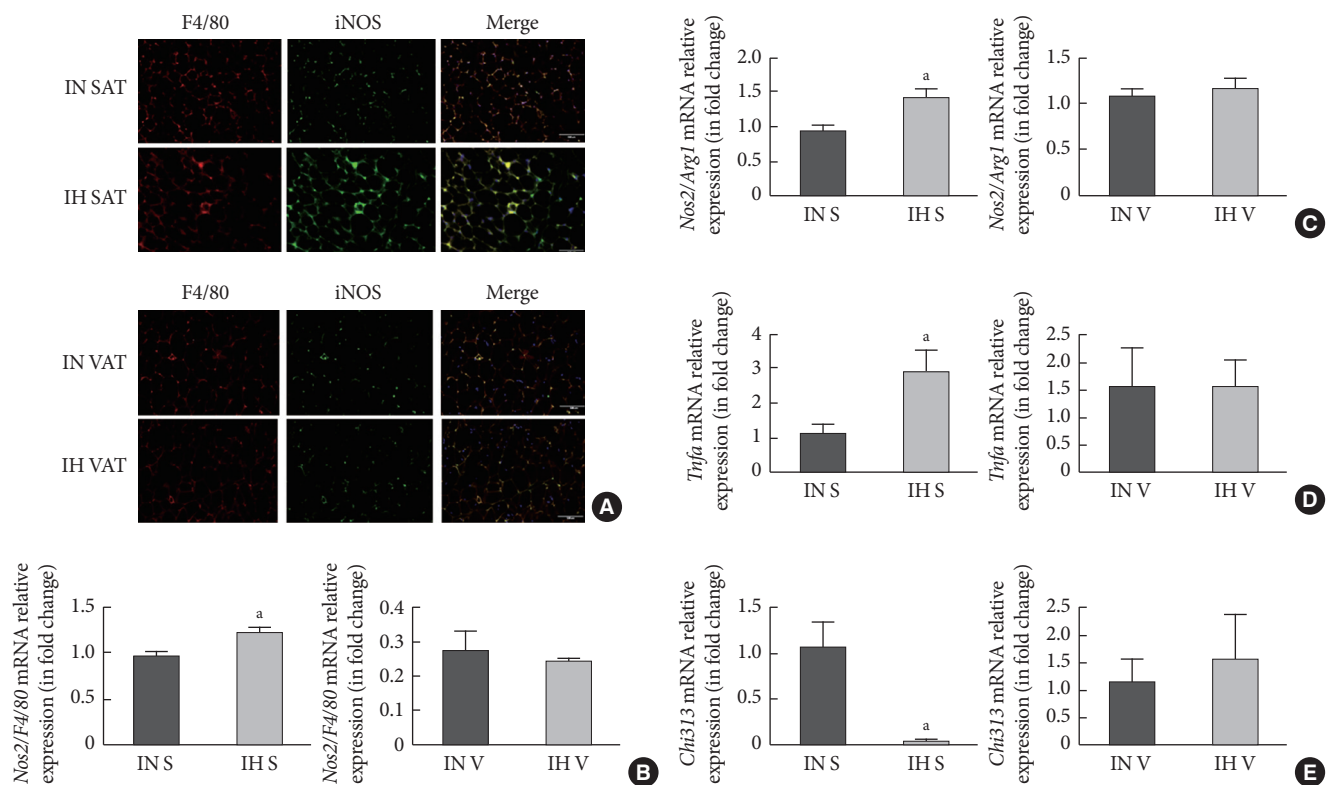 F4/80 iNOS Merge
IN SAT
IH SAT
F4/80 iNOS Merge
IN VAT
IH VAT
A
Nos2/F4/80 mRNA relative
expression (in fold change)
1.5
1.0
0.5
0
a
IN S IH S
Nos2/F4/80 mRNA relative
expression (in fold change)
0.4
0.3
0.2
0.1
0
IN V IH V
B
Nos2/Arg1 mRNA relative
expression (in fold change)
2.0
1.5
1.0
0.5
0
a
IN S IH S
Nos2/Arg1 mRNA relative
expression (in fold change)
1.5
1.0
0.5
0
IN V IH V
C
Tnfa mRNA relative
expression (in fold change)
4
3
2
1
0
a
IN S IH S
Tnfa mRNA relative
expression (in fold change)
2.5
2.0
1.5
1.0
0.5
0
IN V IH V
D
Chi313 mRNA relative
expression (in fold change)
1.5
1.0
0.5
0
a
IN S IH S
Chi313 mRNA relative
expression (in fold change)
2.5
2.0
1.5
1.0
0.5
0
IN V IH V
E